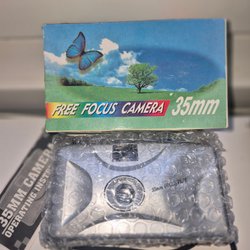 FREE FOCUS CAMERA 35mm
35MM CAMERA
OPERATING INST